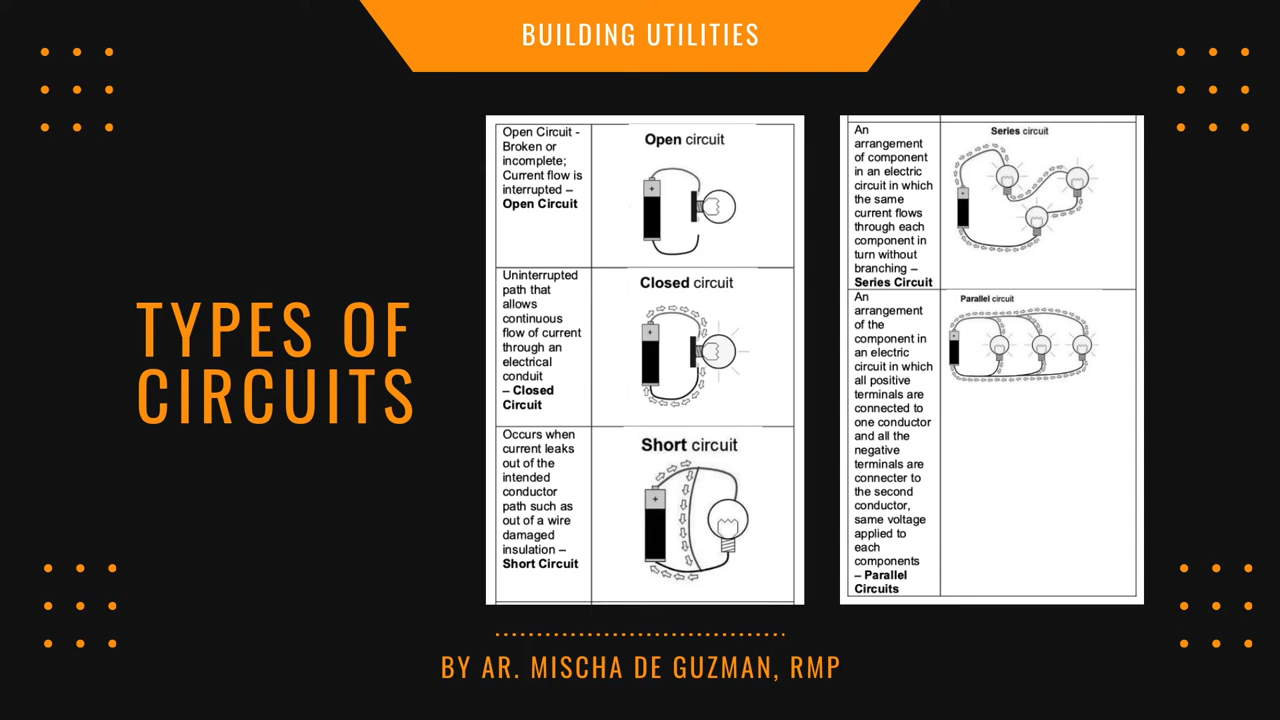 BUILDING UTILITIES
TYPES OF
CIRCUITS
Open Circuit -
Broken or
incomplete;
Current flow is
interrupted –
Open Circuit
Open circuit
+
Uninterrupted
path that
allows
continuous
flow of current
through an
electrical
conduit
– Closed
Circuit
Closed circuit
+
Occurs when
current leaks
out of the
intended
conductor
path such as
out of a wire
damaged
insulation –
Short Circuit
Short circuit
+
An
arrangement
of component
in an electric
circuit in which
the same
current flows
through each
component in
turn without
branching –
Series Circuit
Series circuit
+
An
arrangement
of the
component in
an electric
circuit in which
all positive
terminals are
connected to
one conductor
and all the
negative
terminals are
connecter to
the second
conductor,
same voltage
applied to
each
components
– Parallel
Circuits
Parallel circuit
+
BY AR. MISCHA DE GUZMAN, RMP